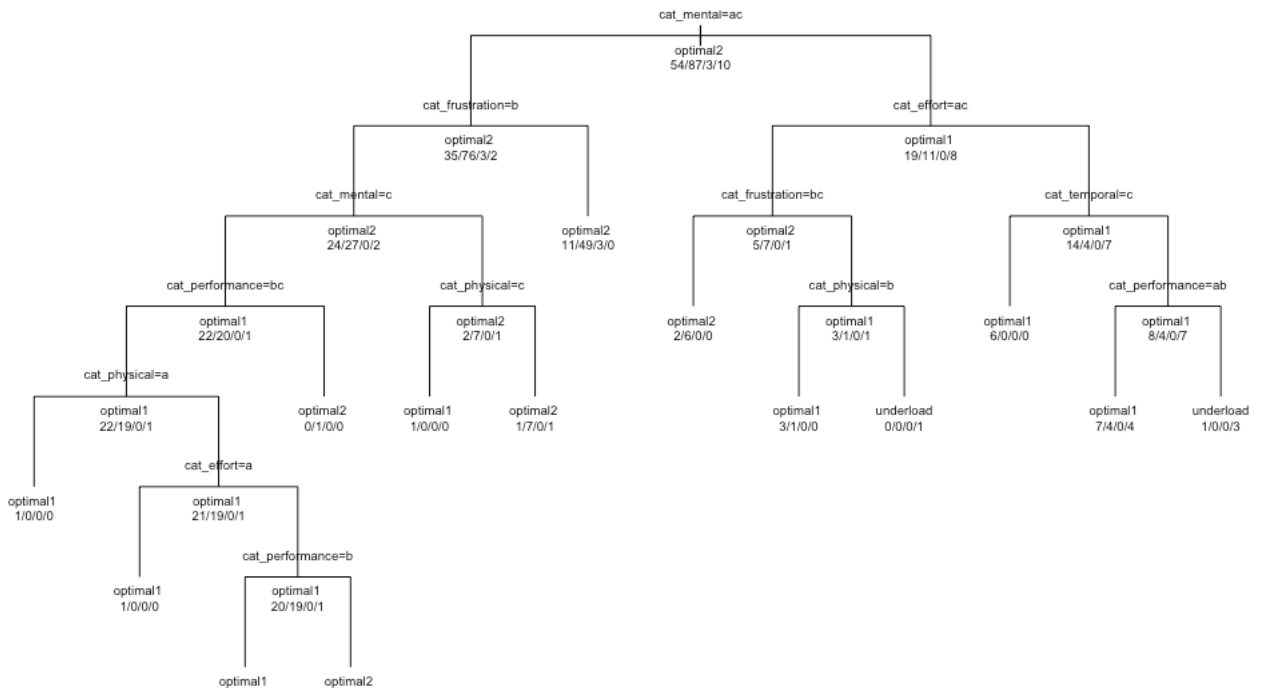 cat_mental=ac
optimal2
54/87/3/10
cat_frustration=b
cat_effort=ac
optimal2
35/76/3/2
optimal1
19/11/0/8
cat_mental=c
cat_frustration=bc
cat_temporal=c
optimal2
24/27/0/2
optimal2
11/49/3/0
optimal2
5/7/0/1
optimal1
14/4/0/7
cat_performance=bc
cat_physical=c
cat_physical=b
cat_performance=ab
optimal1
22/20/0/1
optimal2
2/7/0/1
optimal2
2/6/0/0
optimal1
3/1/0/1
optimal1
6/0/0/0
optimal1
8/4/0/7
cat_physical=a
optimal1
22/19/0/1
optimal2
0/1/0/0
optimal1
1/0/0/0
optimal2
1/7/0/1
optimal1
3/1/0/0
underload
0/0/0/1
optimal1
7/4/0/4
underload
1/0/0/3
cat_effort=a
optimal1
1/0/0/0
optimal1
21/19/0/1
cat_performance=b
optimal1
1/0/0/0
optimal1
20/19/0/1
optimal1
optimal2